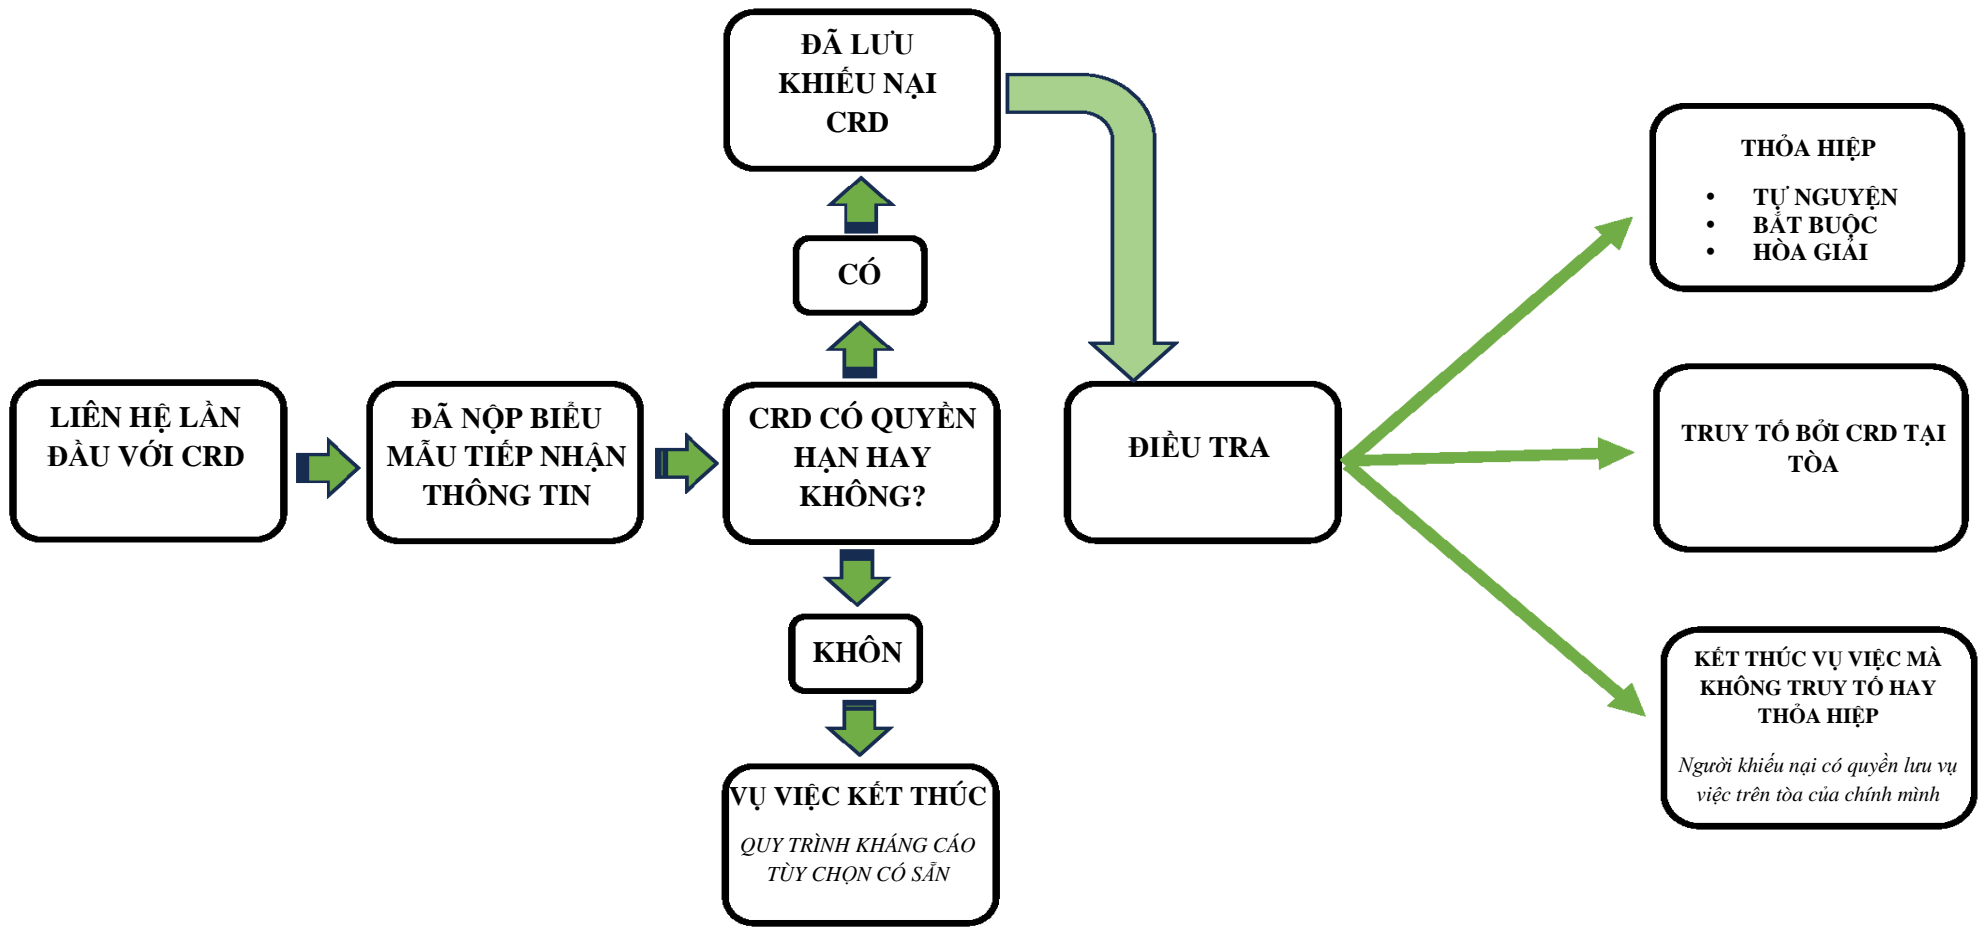 LIÊN HỆ LẦN
ĐẦU VỚI CRD
ĐÃ NỘP BIỂU
MẪU TIẾP NHẬN
THÔNG TIN
CRD CÓ QUYỀN
HẠN HAY
KHÔNG?
CÓ
ĐÃ LƯU
KHIẾU NẠI
CRD
KHÔN
VỤ VIỆC KẾT THÚC
QUY TRÌNH KHÁNG CÁO
TÙY CHỌN CÓ SẴN
ĐIỀU TRA
THỎA HIỆP
• TỰ NGUYỆN
• BẮT BUỘC
• HÒA GIẢI
TRUY TỐ BỞI CRD TẠI
TÒA
KẾT THÚC VỤ VIỆC MÀ
KHÔNG TRUY TỐ HAY
THỎA HIỆP
Người khiếu nại có quyền lưu vụ
việc trên tòa của chính mình